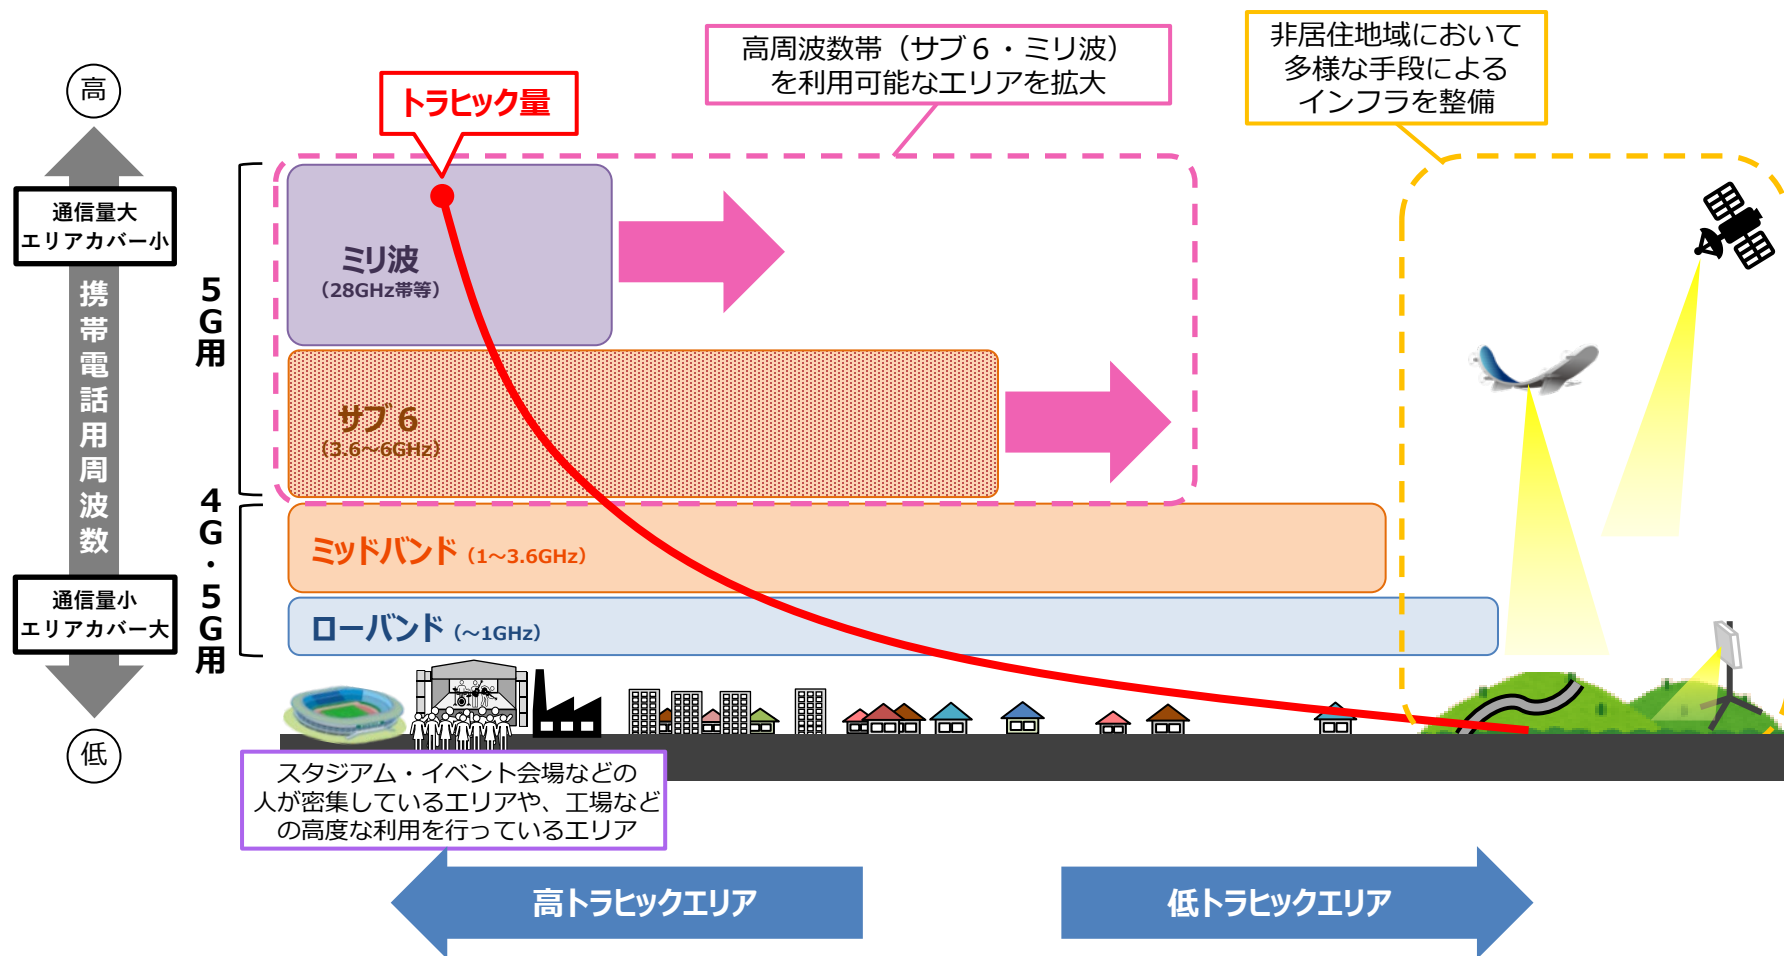 高周波数帯（サブ６・ミリ波）
を利用可能なエリアを拡大
非居住地域において
多様な手段による
インフラを整備
高
トラヒック量
通信量大
エリアカバー小
携帯電話用周波数
通信量小
エリアカバー大
低
５G用
４G・５G用
ミリ波
（28GHz帯等）
サブ６
（3.6～6GHz）
ミッドバンド（1～3.6GHz）
ローバンド（～1GHz）
スタジアム・イベント会場などの
人が密集しているエリアや、工場など
の高度な利用を行っているエリア
高トラヒックエリア
低トラヒックエリア